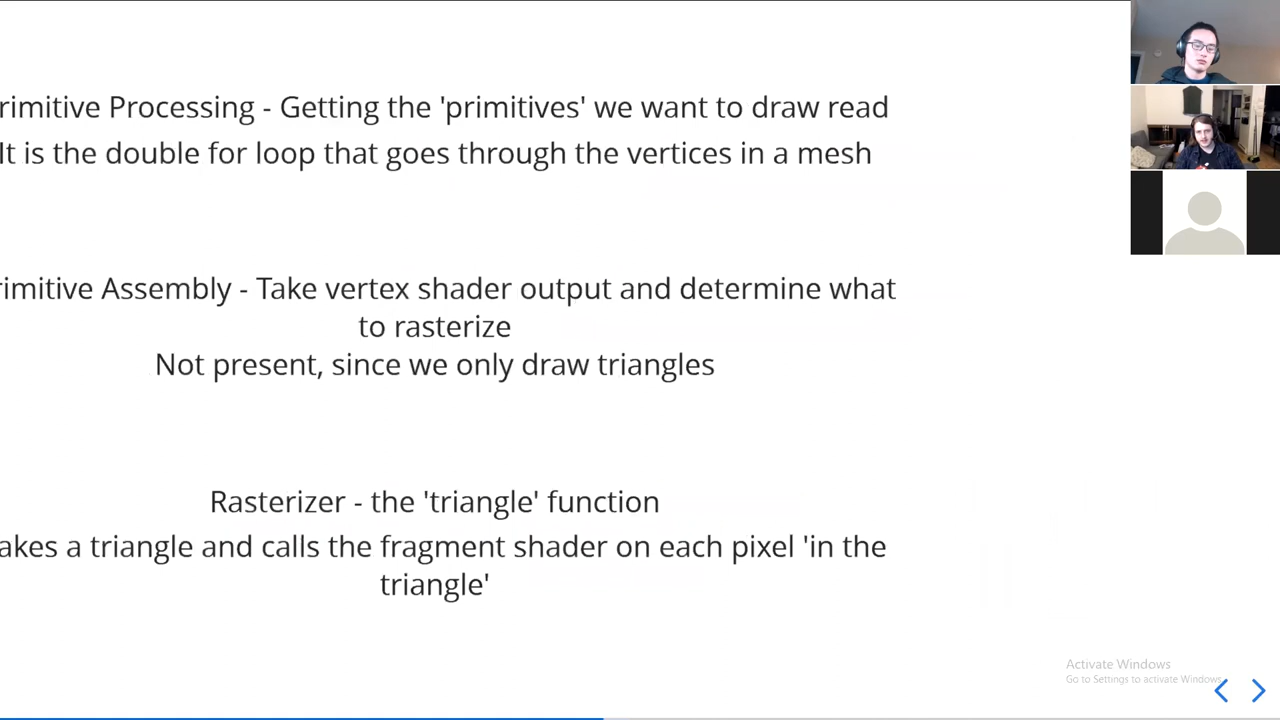 rimitive Processing - Getting the 'primitives' we want to draw read
It is the double for loop that goes through the vertices in a mesh
rimitive Assembly - Take vertex shader output and determine what
to rasterize
Not present, since we only draw triangles
Rasterizer - the 'triangle' function
akes a triangle and calls the fragment shader on each pixel 'in the
triangle'
Activate Windows
Go to Settings to activate Windows.